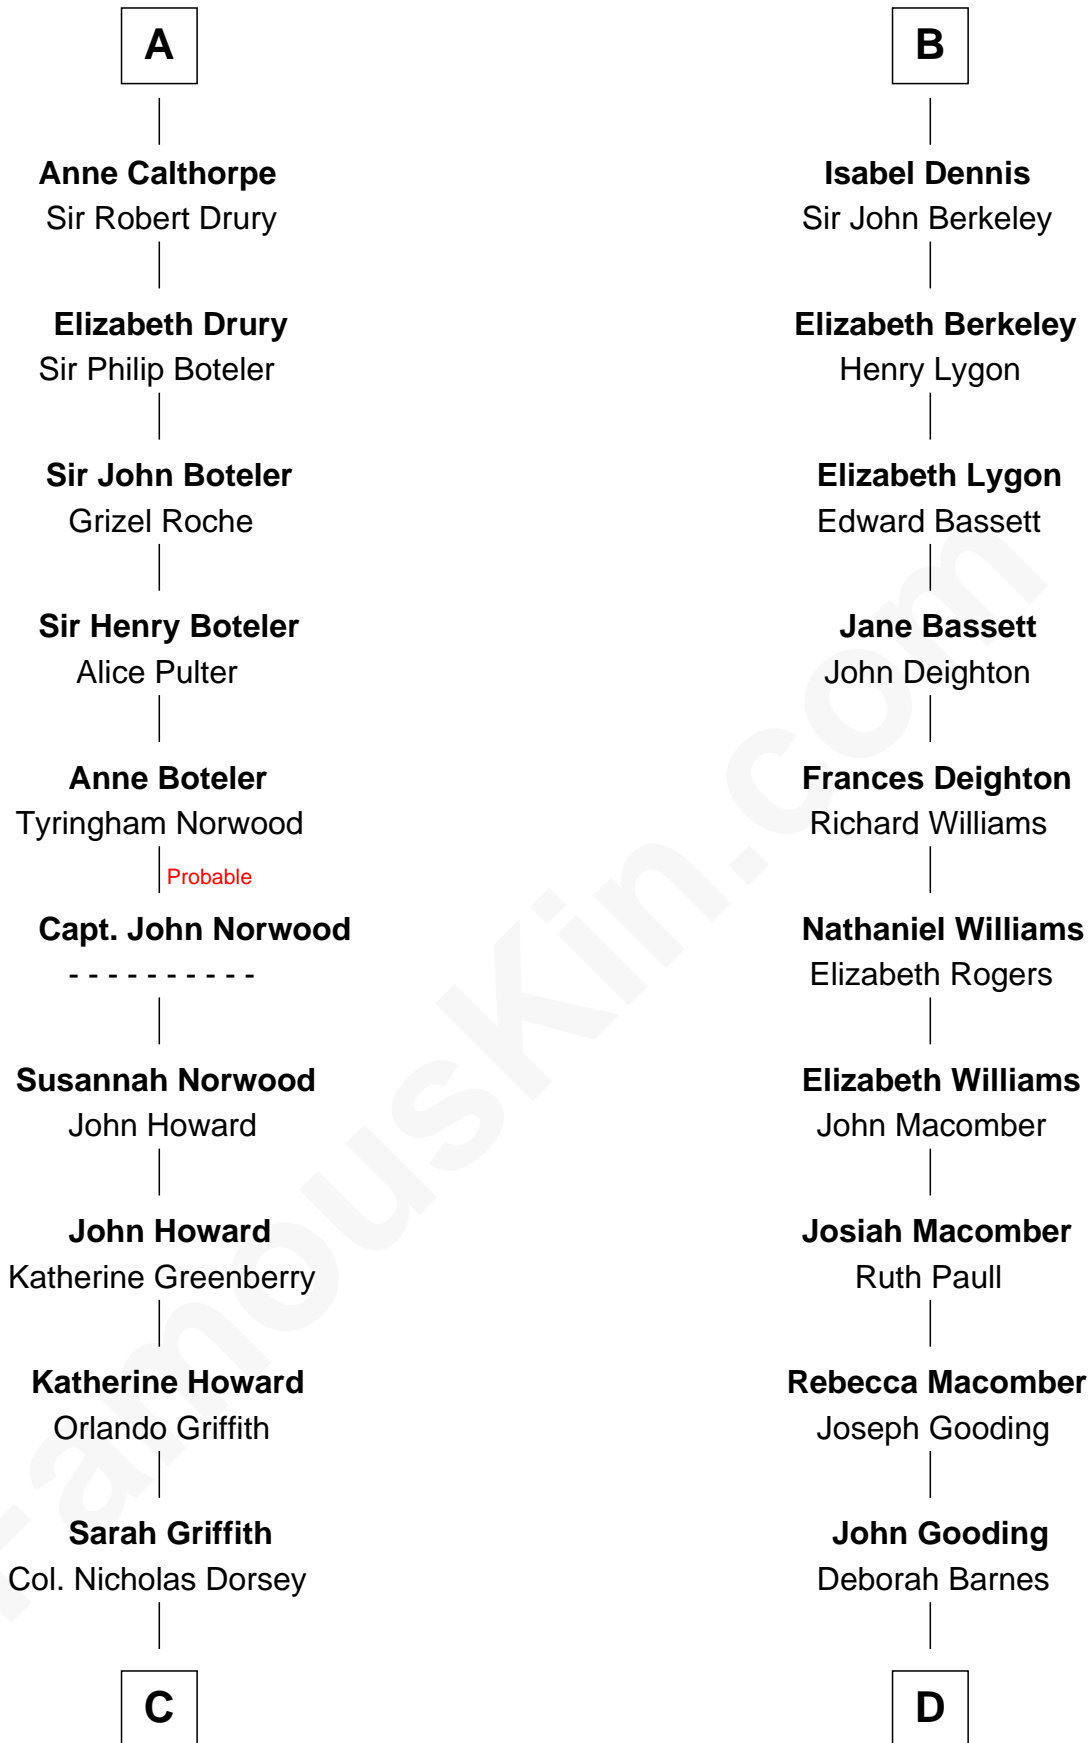 A
Anne Calthorpe
Sir Robert Drury
Elizabeth Drury
Sir Philip Boteler
Sir John Boteler
Grizel Roche
Sir Henry Boteler
Alice Pulter
Anne Boteler
Tyringham Norwood
Probable
Capt. John Norwood
- - - - - - - - - -
Susannah Norwood
John Howard
John Howard
Katherine Greenberry
Katherine Howard
Orlando Griffith
Sarah Griffith
Col. Nicholas Dorsey
C
B
Isabel Dennis
Sir John Berkeley
Elizabeth Berkeley
Henry Lygon
Elizabeth Lygon
Edward Bassett
Jane Bassett
John Deighton
Frances Deighton
Richard Williams
Nathaniel Williams
Elizabeth Rogers
Elizabeth Williams
John Macomber
Josiah Macomber
Ruth Paull
Rebecca Macomber
Joseph Gooding
John Gooding
Deborah Barnes
D
FamousKin.com